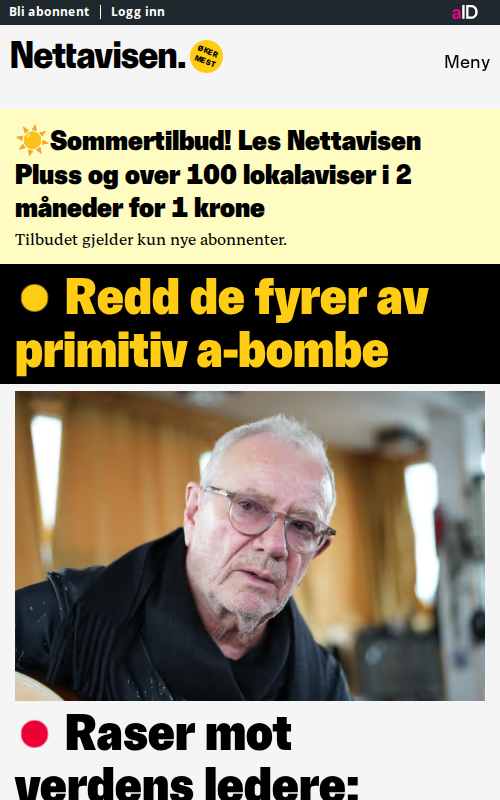 Bli abonnent | Logg inn
aID
Nettavisen.
ØKER
MEST
Meny
☀️Sommertilbud! Les Nettavisen
Pluss og over 100 lokalaviser i 2
måneder for 1 krone
Tilbudet gjelder kun nye abonnenter.
Redd de fyrer av
primitiv a-bombe
Raser mot
verdens ledere: